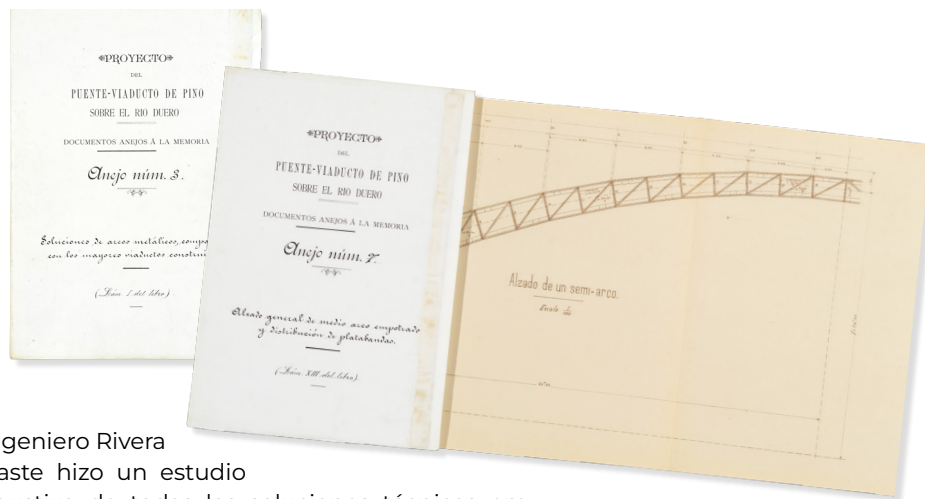 PROYECTO
DEL
PUENTE-VIADUCTO DE PINO
SOBRE EL RIO DUERO
DOCUMENTOS ANEJOS Á LA MEMORIA
Anejo núm. 3.
Soluciones de arcos metálicos,
con los mayores viaductos
(Lám. I del libro)
PROYECTO
DEL
PUENTE-VIADUCTO DE PINO
SOBRE EL RIO DUERO
DOCUMENTOS ANEJOS Á LA MEMORIA
Anejo núm. 7.
Alzado general de medio arco empotrado
y distribución de platabandas.
(Lám. XIII del libro)
Alzado de un semi-arco.
Escala
geniero Rivera
aste hizo un estudio